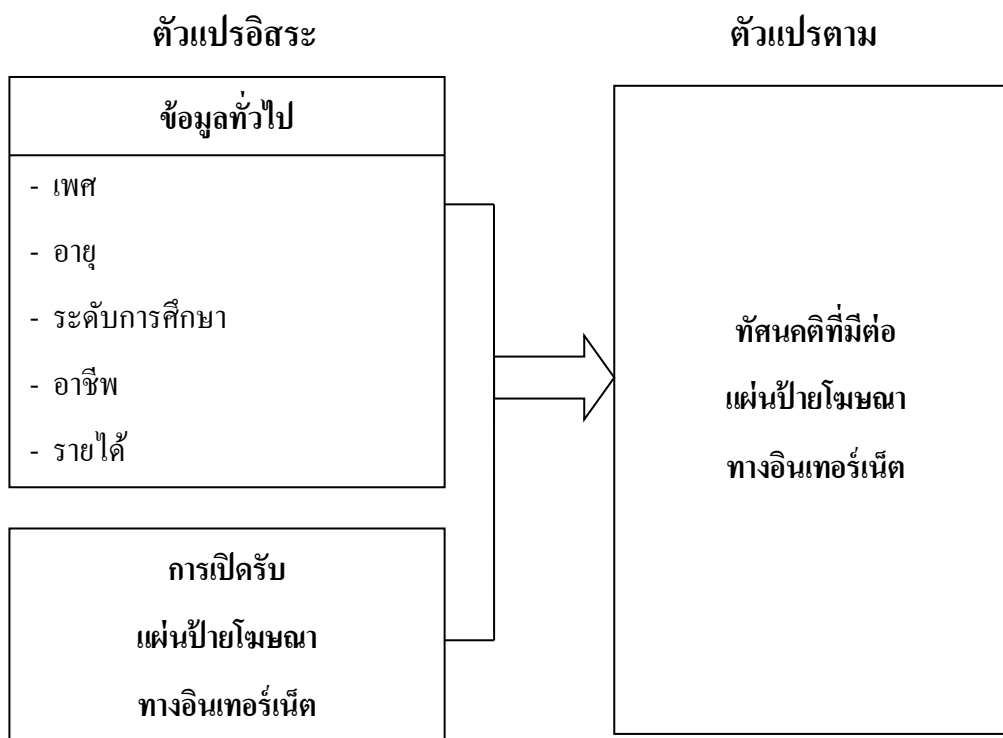 ตัวแปรอิสระ
ตัวแปรตาม
ข้อมูลทั่วไป
- เพศ
- อายุ
- ระดับการศึกษา
- อาชีพ
- รายได้
การเปิดรับ
แผ่นป้ายโฆษณา
ทางอินเทอร์เน็ต
ทัศนคติที่มีต่อ
แผ่นป้ายโฆษณา
ทางอินเทอร์เน็ต